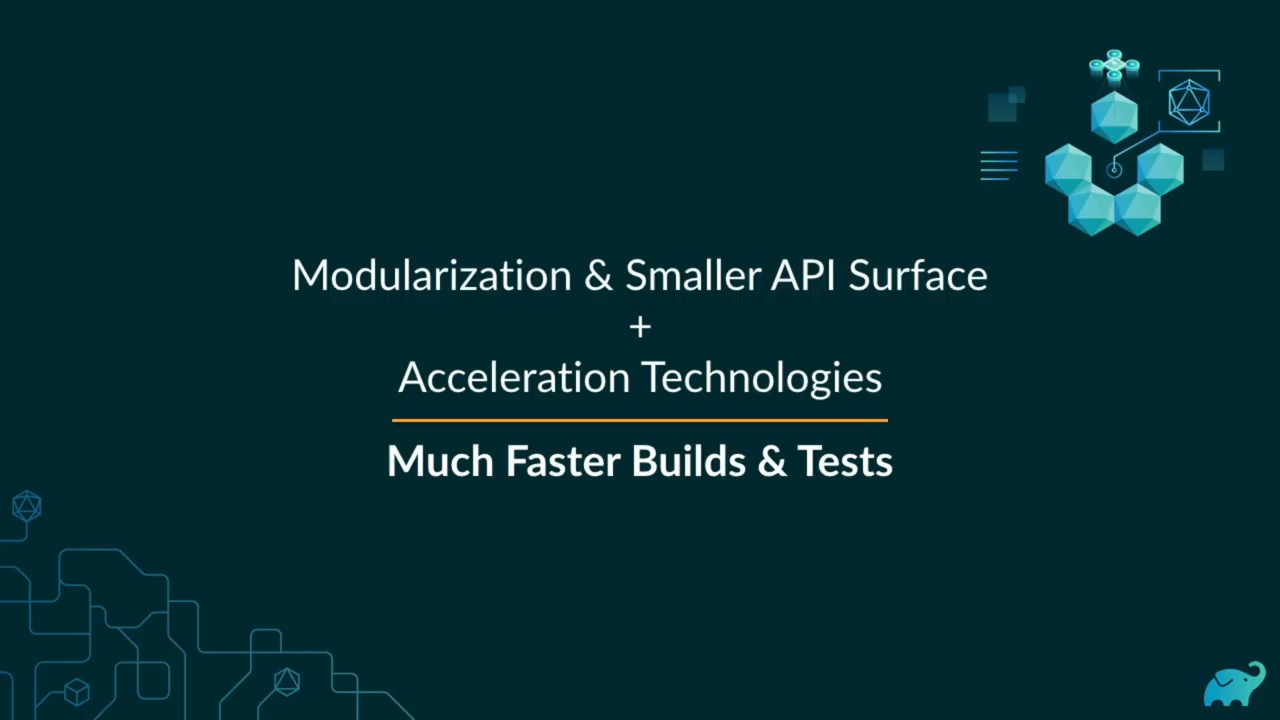 Modularization & Smaller API Surface
+
Acceleration Technologies
Much Faster Builds & Tests